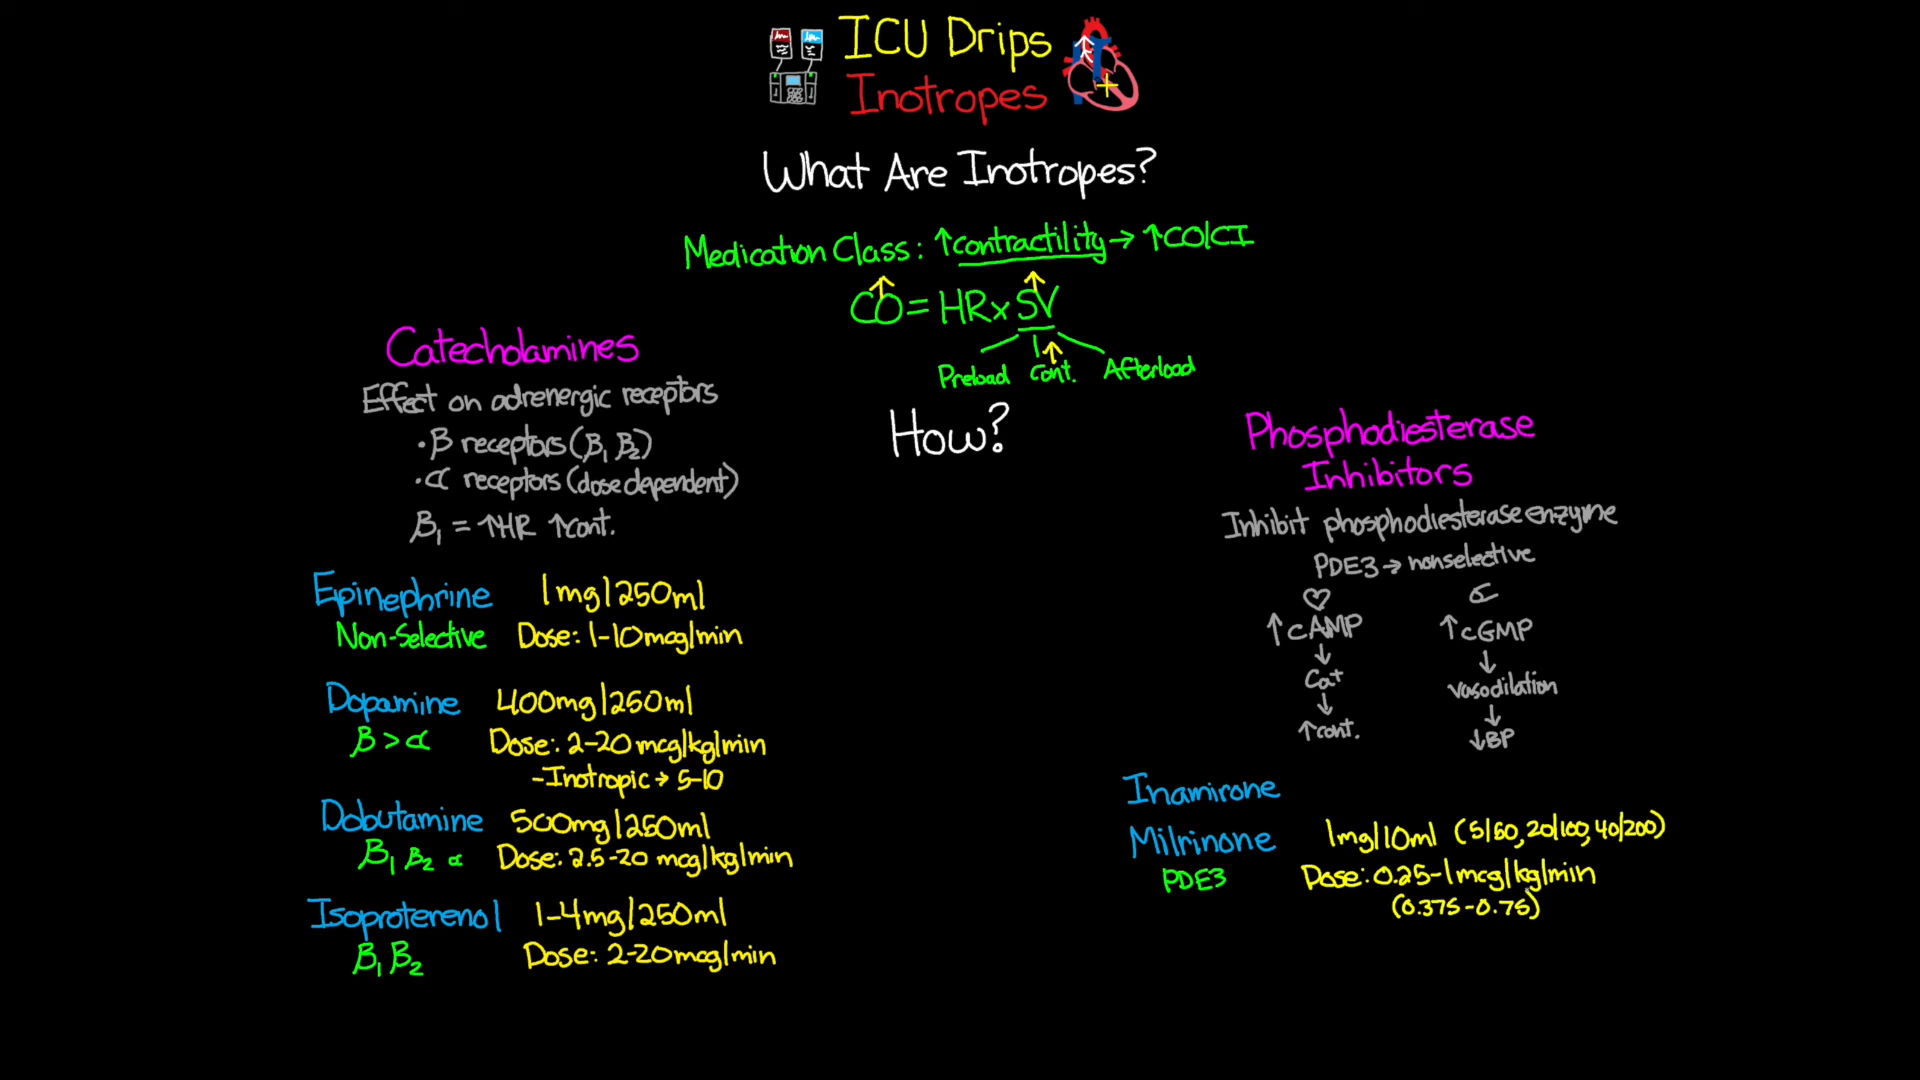 ICU Drips
Inotropes
What Are Inotropes?
Medication Class: ↑contractility → ↑CO/CI
CO = HR x SV
Preload Cont. Afterload
How?
Catecholamines
Effect on adrenergic receptors
• β receptors (β1 β2)
• α receptors (dose dependent)
β1 = ↑HR ↑cont.
Epinephrine 1mg/250ml
Non-Selective Dose: 1-10mcg/min
Dopamine 400mg/250ml
β > α Dose: 2-20 mcg/kg/min
- Inotropic → 5-10
Dobutamine 500mg/250ml
β1 β2 α Dose: 2.5-20 mcg/kg/min
Isoproterenol 1-4mg/250ml
β1 β2 Dose: 2-20mcg/min
Phosphodiesterase
Inhibitors
Inhibit phosphodiesterase enzyme
PDE3 → nonselective
↑cAMP ↑cGMP
↓ ↓
Ca+ vasodilation
↓ ↓
↑cont. ↓BP
Inamirone
Milrinone 1mg/10ml (5/50, 20/100, 40/200)
PDE3 Dose: 0.25-1mcg/kg/min
(0.375-0.75)